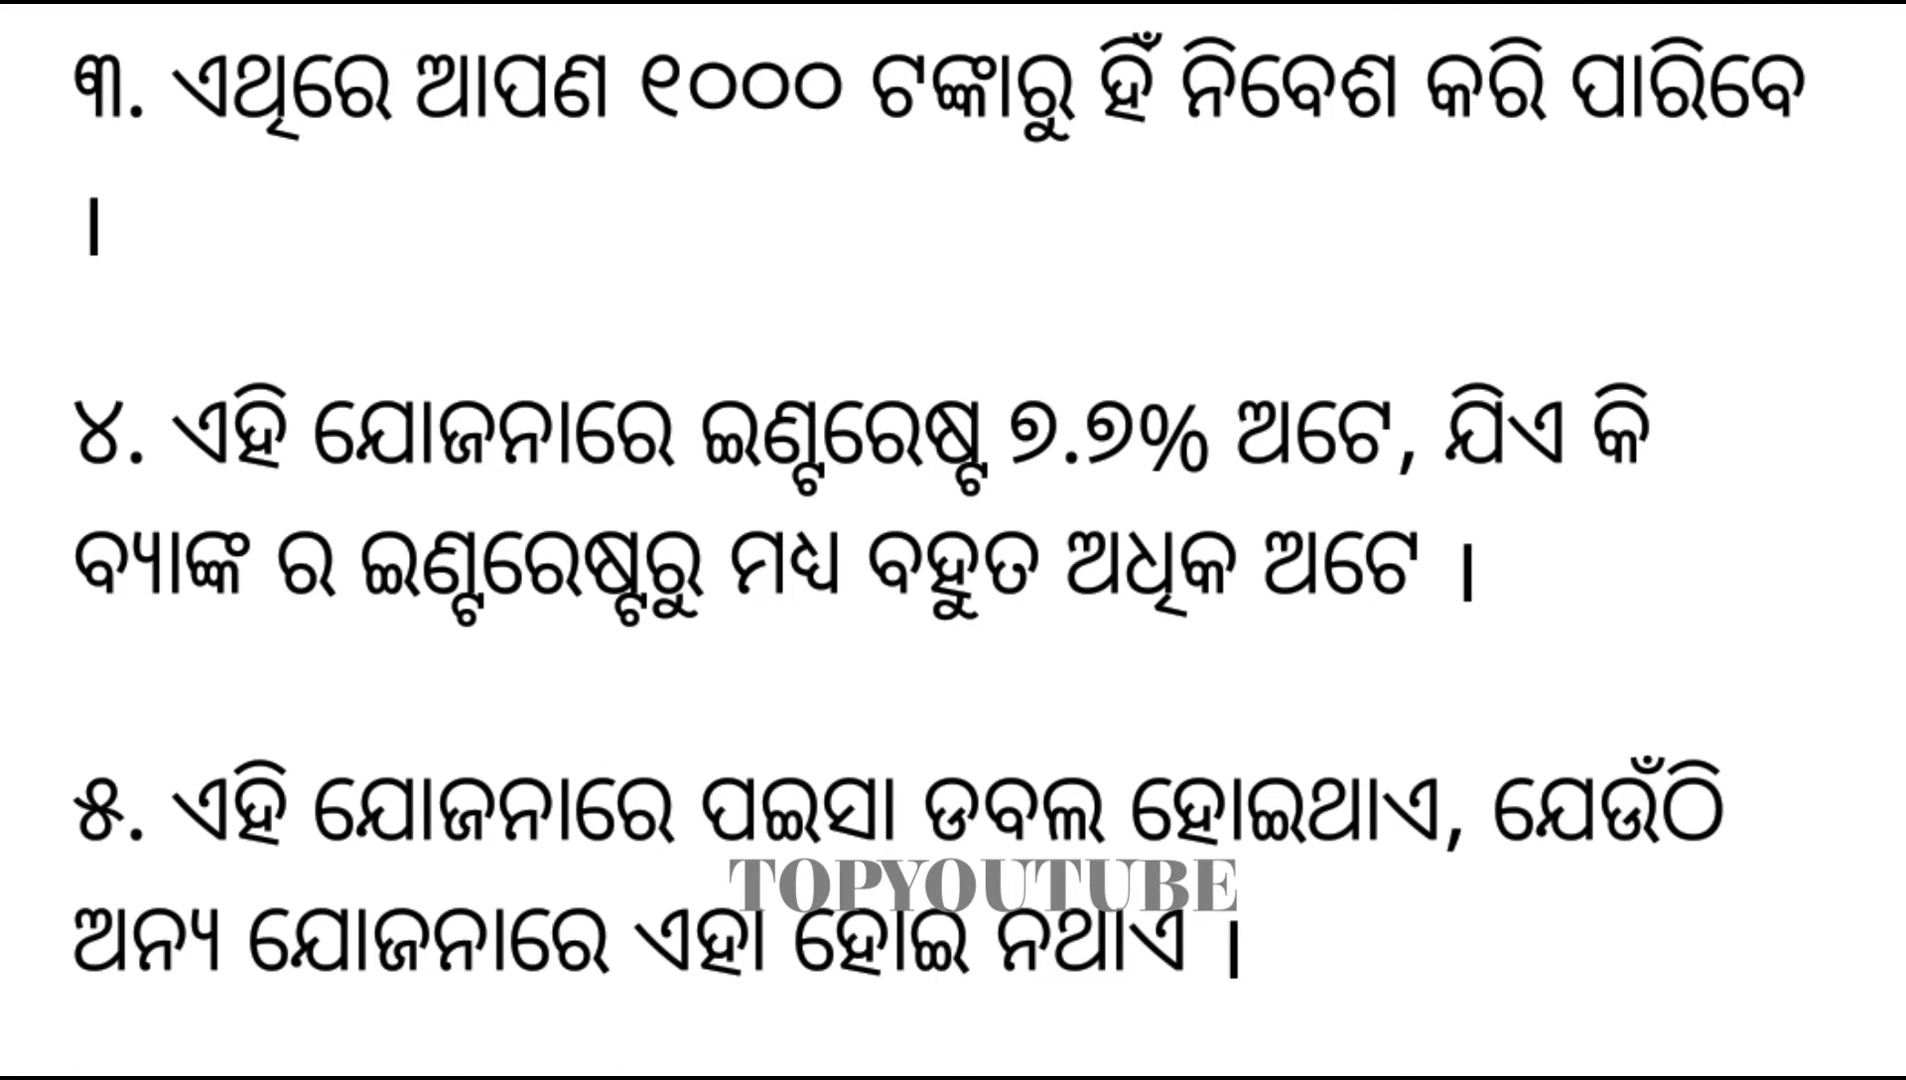 ୩. ଏଥିରେ ଆପଣ ୧୦୦୦ ଟଙ୍କାରୁ ହିଁ ନିବେଶ କରି ପାରିବେ
।
୪. ଏହି ଯୋଜନାରେ ଇଣ୍ଟରେଷ୍ଟ ୭.୭% ଅଟେ, ଯିଏ କି
ବ୍ୟାଙ୍କ ର ଇଣ୍ଟରେଷ୍ଟରୁ ମଧ୍ୟ ବହୁତ ଅଧିକ ଅଟେ ।
୫. ଏହି ଯୋଜନାରେ ପଇସା ଡବଲ ହୋଇଥାଏ, ଯେଉଁଠି
TOPYOUTUBE
ଅନ୍ୟ ଯୋଜନାରେ ଏହା ହୋଇ ନଥାଏ ।